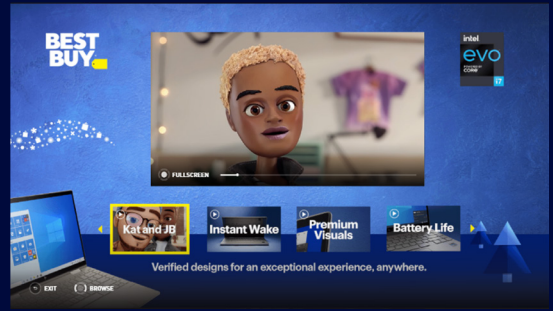 BEST
BUY
intel
evo
POWERED BY
CORE
i7
FULLSCREEN
Kat and JB
Instant Wake
Premium
Visuals
Battery Life
Verified designs for an exceptional experience, anywhere.
EXIT
BROWSE